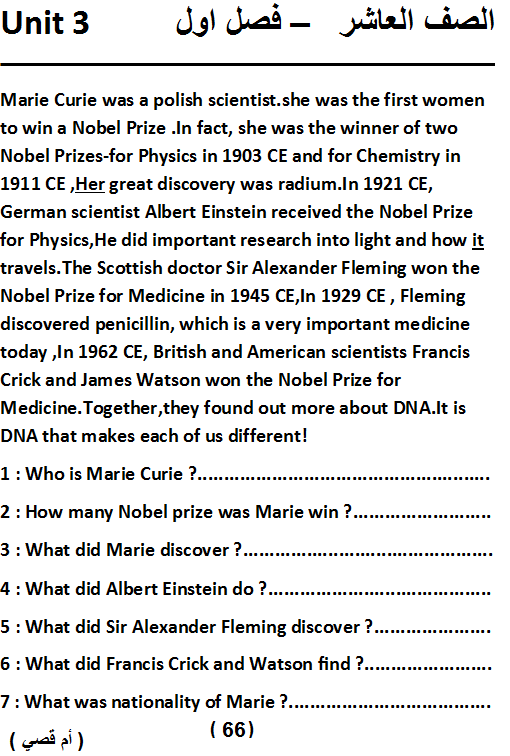 Unit 3 الصف العاشر – فصل اول
Marie Curie was a polish scientist.she was the first women
to win a Nobel Prize .In fact, she was the winner of two
Nobel Prizes-for Physics in 1903 CE and for Chemistry in
1911 CE ,Her great discovery was radium.In 1921 CE,
German scientist Albert Einstein received the Nobel Prize
for Physics,He did important research into light and how it
travels.The Scottish doctor Sir Alexander Fleming won the
Nobel Prize for Medicine in 1945 CE,In 1929 CE , Fleming
discovered penicillin, which is a very important medicine
today ,In 1962 CE, British and American scientists Francis
Crick and James Watson won the Nobel Prize for
Medicine.Together,they found out more about DNA.It is
DNA that makes each of us different!
1 : Who is Marie Curie ?.......................................................
2 : How many Nobel prize was Marie win ?..........................
3 : What did Marie discover ?...............................................
4 : What did Albert Einstein do ?..........................................
5 : What did Sir Alexander Fleming discover ?......................
6 : What did Francis Crick and Watson find ?........................
7 : What was nationality of Marie ?......................................
( أم قصي ) ( 66)